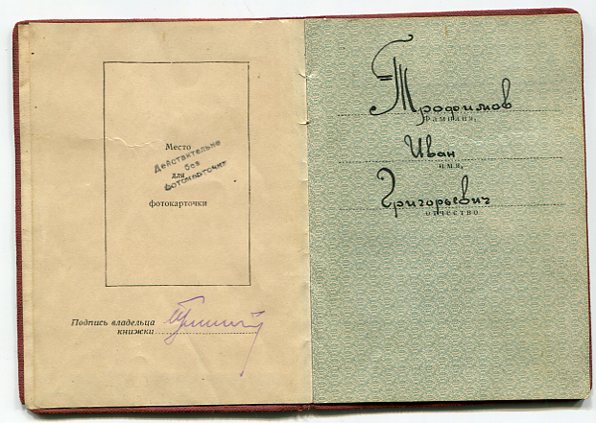 Место
для
фотокарточки
Действительно
без
фотокарточки
Подпись владельца
книжки
Трофимов
фамилия,
Иван
имя,
Григорьевич
отчество